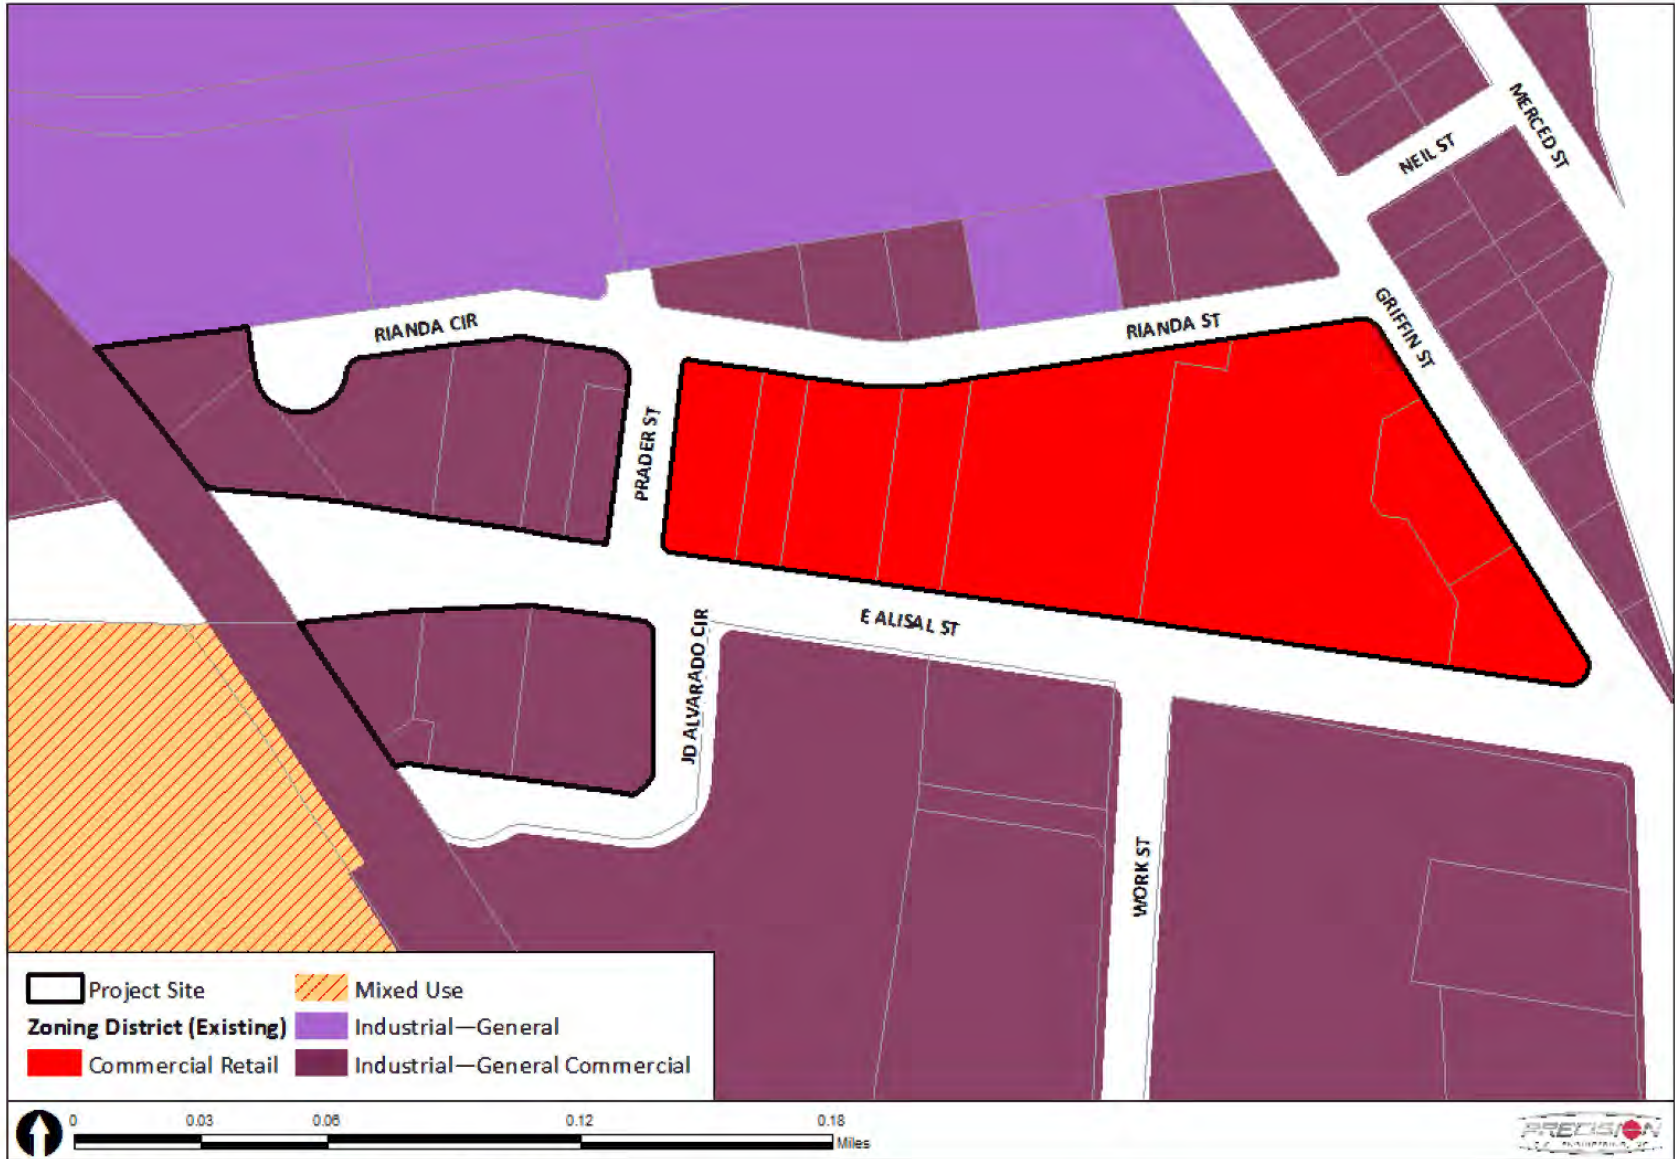 MERCED ST
NEIL ST
GRIFFIN ST
RIANDA CIR
RIANDA ST
PRADER ST
E ALISAL ST
JD ALVARADO CIR
WORK ST
Project Site
Mixed Use
Zoning District (Existing)
Industrial—General
Commercial Retail
Industrial—General Commercial
0 0.03 0.06 0.12 0.18
Miles
PRECISION